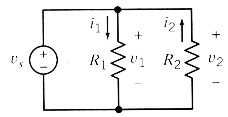 i₁ i₂
+ +
vₛ + − R₁ v₁ R₂ v₂
− −